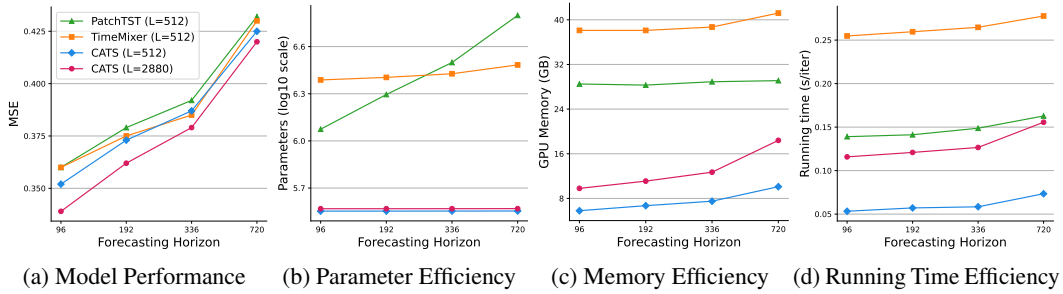 PatchTST (L=512)
TimeMixer (L=512)
CATS (L=512)
CATS (L=2880)
MSE
0.425
0.400
0.375
0.350
96
192
336
720
Forecasting Horizon
(a) Model Performance
Parameters (log10 scale)
6.6
6.3
6.0
5.7
96
192
336
720
Forecasting Horizon
(b) Parameter Efficiency
GPU Memory (GB)
40
32
24
16
8
96
192
336
720
Forecasting Horizon
(c) Memory Efficiency
Running time (s/iter)
0.25
0.20
0.15
0.10
0.05
96
192
336
720
Forecasting Horizon
(d) Running Time Efficiency